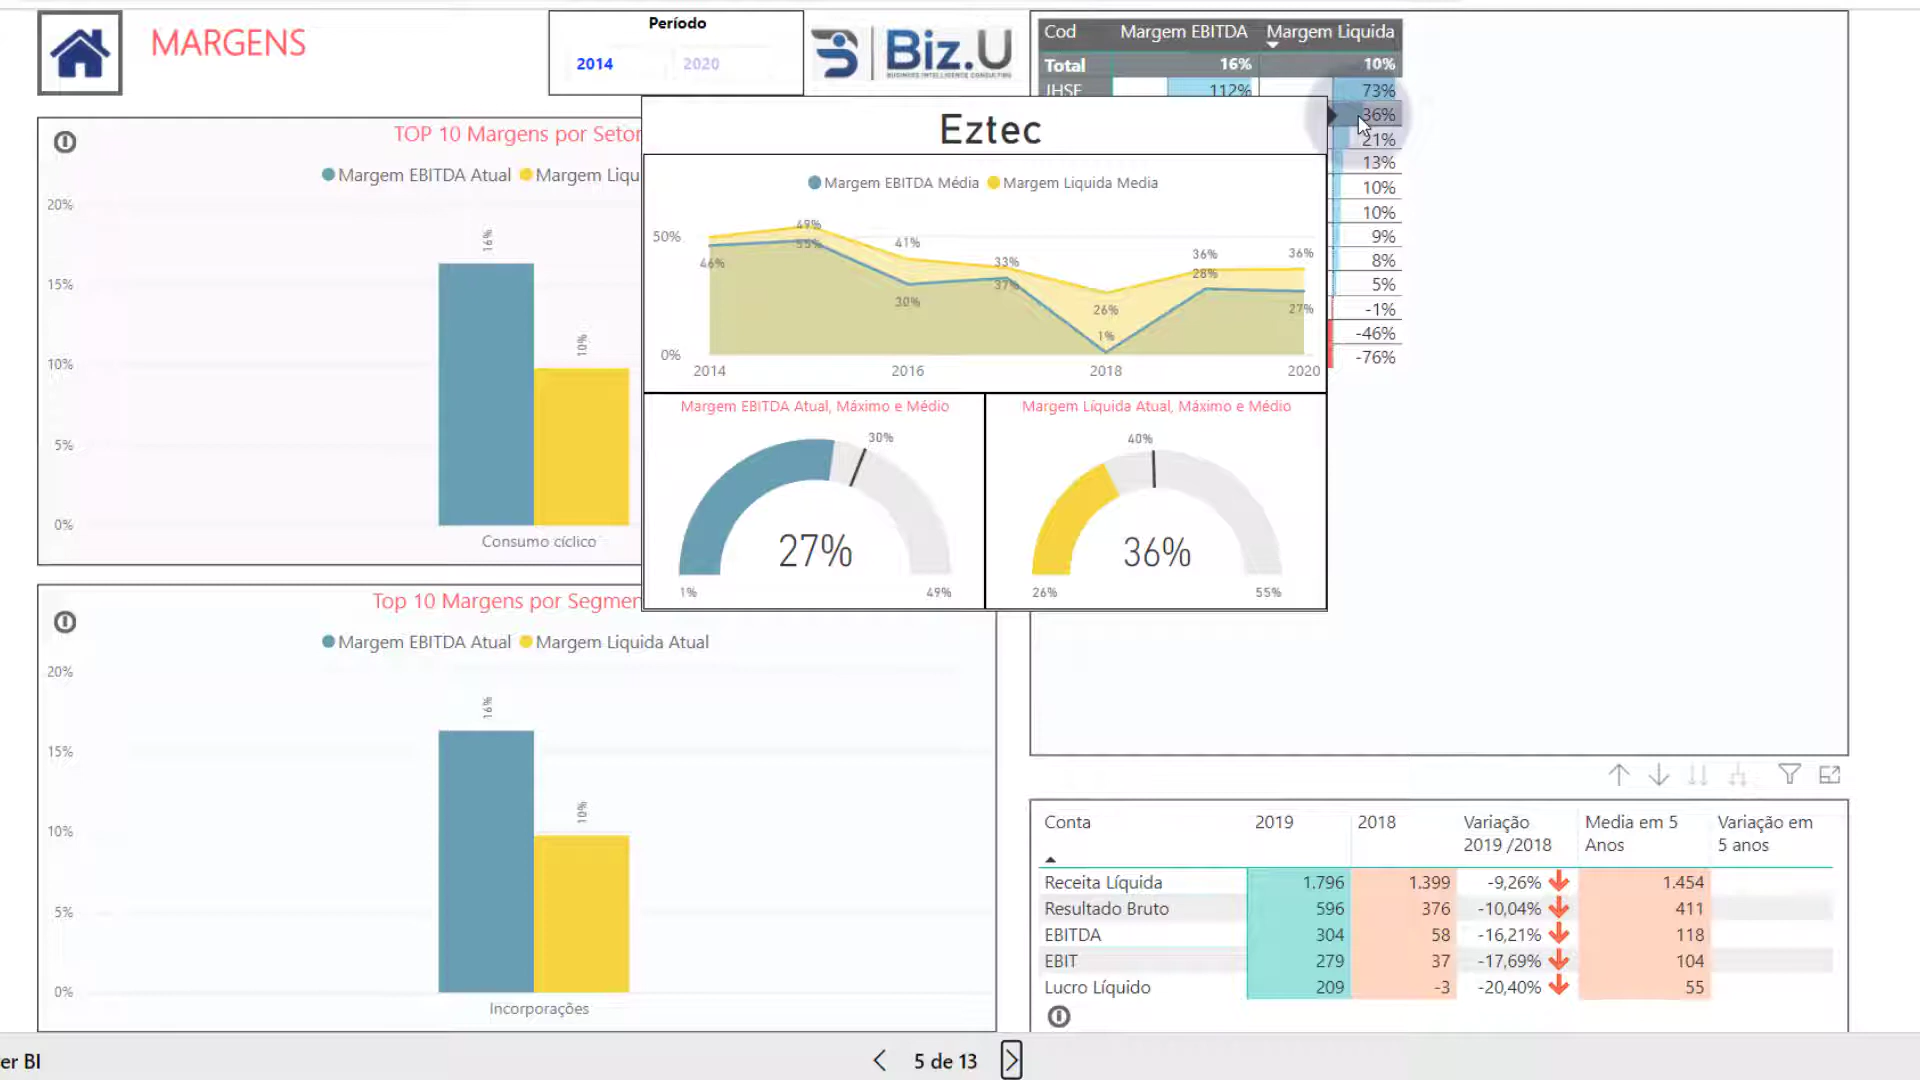 MARGENS
Período
2014
2020
Biz.U
BUSINESS INTELLIGENCE CONSULTING
Cod
Margem EBITDA
Margem Liquida
Total
16%
10%
JHSF
112%
73%
36%
21%
13%
10%
10%
9%
8%
5%
-1%
-46%
-76%
TOP 10 Margens por Setor
Margem EBITDA Atual
Margem Liqu
20%
15%
10%
5%
0%
16%
10%
Consumo cíclico
Eztec
Margem EBITDA Média
Margem Liquida Media
50%
0%
49%
55%
46%
41%
30%
33%
37%
26%
1%
36%
28%
36%
27%
2014
2016
2018
2020
Margem EBITDA Atual, Máximo e Médio
30%
27%
1%
49%
Margem Líquida Atual, Máximo e Médio
40%
36%
26%
55%
Top 10 Margens por Segmen
Margem EBITDA Atual
Margem Liquida Atual
20%
15%
10%
5%
0%
16%
10%
Incorporações
Conta
2019
2018
Variação
2019 /2018
Media em 5
Anos
Variação em
5 anos
Receita Líquida 1.796 1.399 -9,26% 1.454
Resultado Bruto 596 376 -10,04% 411
EBITDA 304 58 -16,21% 118
EBIT 279 37 -17,69% 104
Lucro Líquido 209 -3 -20,40% 55
er BI
5 de 13